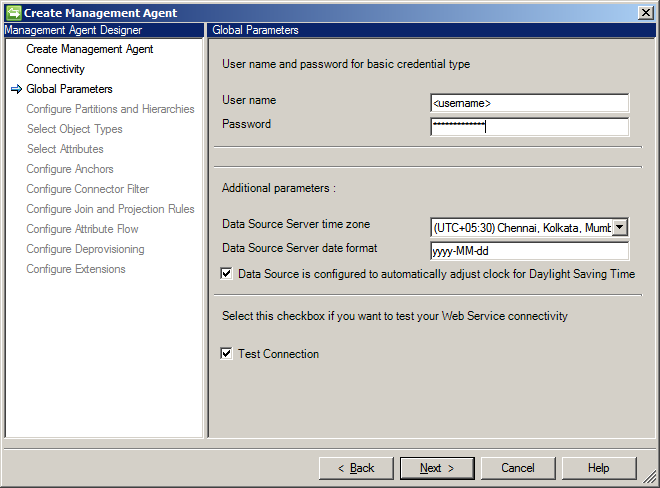 Create Management Agent
Management Agent Designer
Global Parameters
Create Management Agent
Connectivity
Global Parameters
Configure Partitions and Hierarchies
Select Object Types
Select Attributes
Configure Anchors
Configure Connector Filter
Configure Join and Projection Rules
Configure Attribute Flow
Configure Deprovisioning
Configure Extensions
User name and password for basic credential type
User name
<username>
Password
*************
Additional parameters :
Data Source Server time zone
(UTC+05:30) Chennai, Kolkata, Mumb
Data Source Server date format
yyyy-MM-dd
Data Source is configured to automatically adjust clock for Daylight Saving Time
Select this checkbox if you want to test your Web Service connectivity
Test Connection
< Back
Next >
Cancel
Help